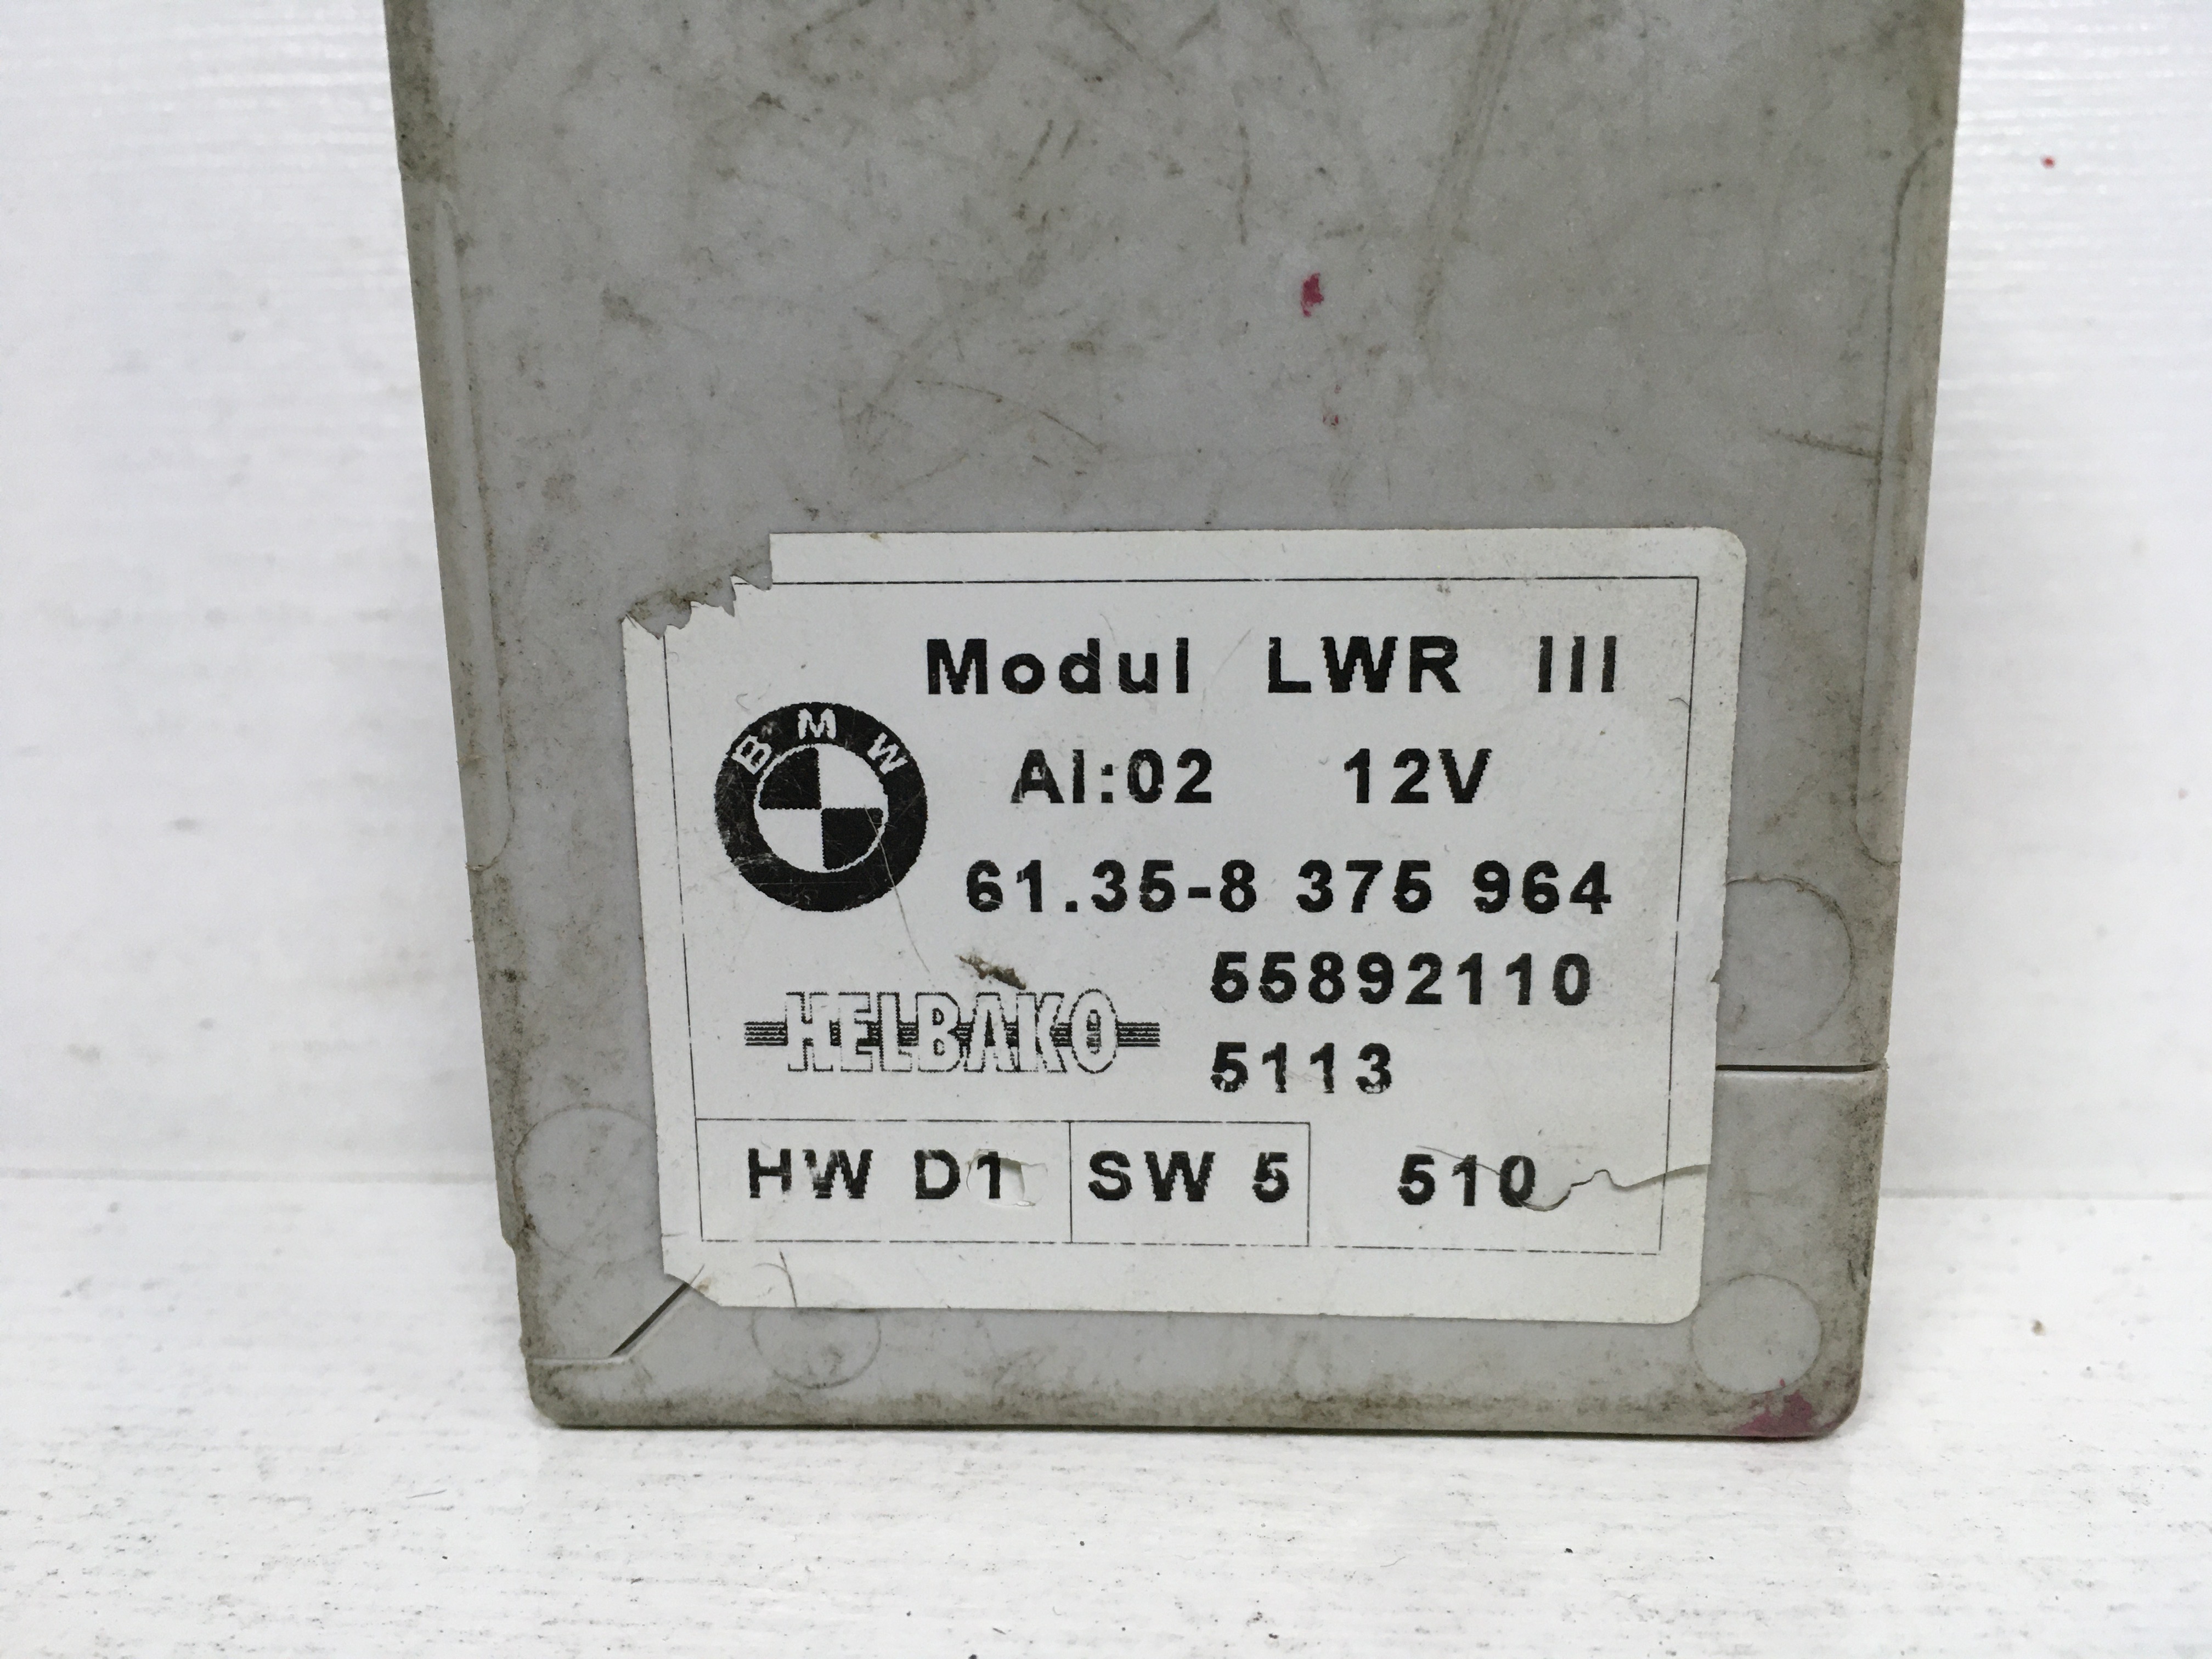 Modul LWR III
BMW
AI:02 12V
61.35-8 375 964
55892110
HELBAKO
5113
HW D1 SW 5 510